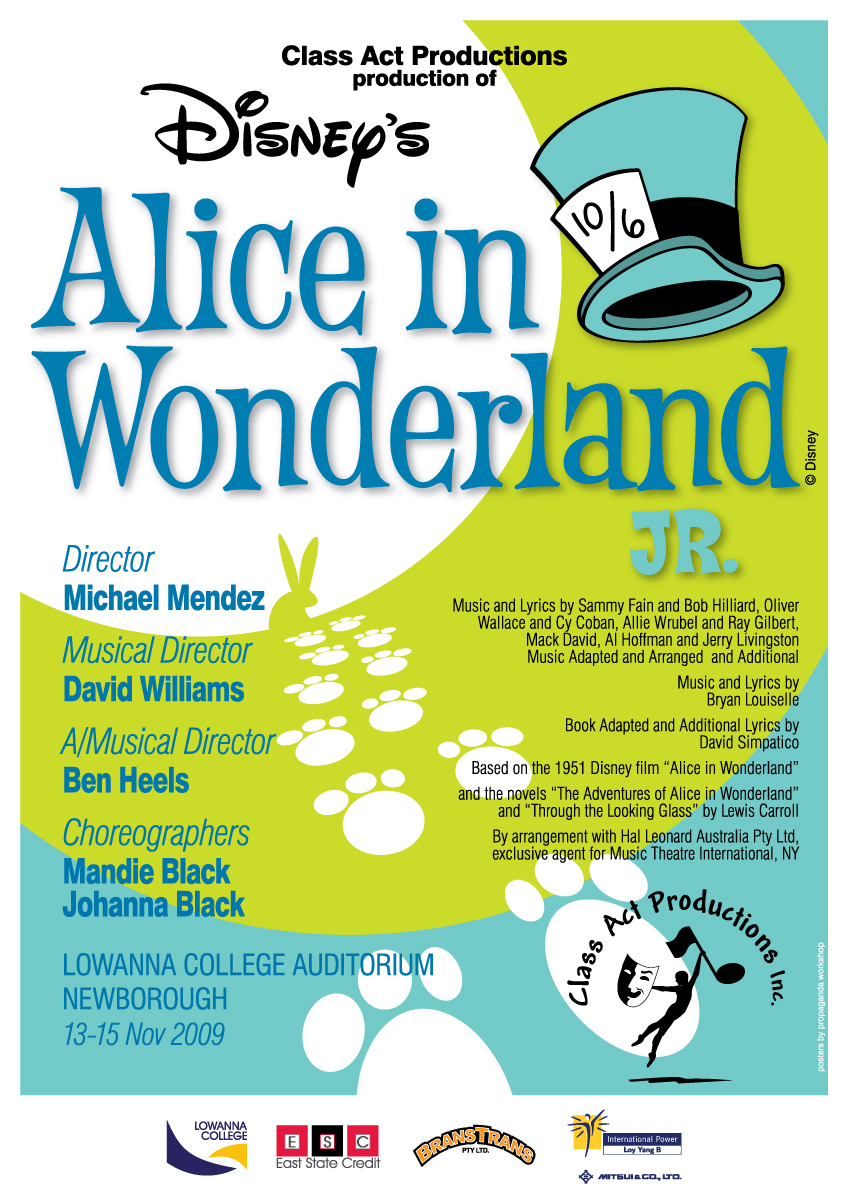 Class Act Productions
production of
DISNEY'S
Alice in
10/6
Wonderland
© Disney
JR.
Director
Michael Mendez
Musical Director
David Williams
A/Musical Director
Ben Heels
Choreographers
Mandie Black
Johanna Black
LOWANNA COLLEGE AUDITORIUM
NEWBOROUGH
13-15 Nov 2009
Music and Lyrics by Sammy Fain and Bob Hilliard, Oliver
Wallace and Cy Coban, Allie Wrubel and Ray Gilbert,
Mack David, Al Hoffman and Jerry Livingston
Music Adapted and Arranged and Additional
Music and Lyrics by
Bryan Louiselle
Book Adapted and Additional Lyrics by
David Simpatico
Based on the 1951 Disney film “Alice in Wonderland”
and the novels “The Adventures of Alice in Wonderland”
and “Through the Looking Glass” by Lewis Carroll
By arrangement with Hal Leonard Australia Pty Ltd,
exclusive agent for Music Theatre International, NY
Class Act Productions Inc.
posters by propaganda workshop
LOWANNA
COLLEGE
ESC
East State Credit
BRANSTRANS
PTY LTD.
International Power
Loy Yang B
MITSUI & CO., LTD.